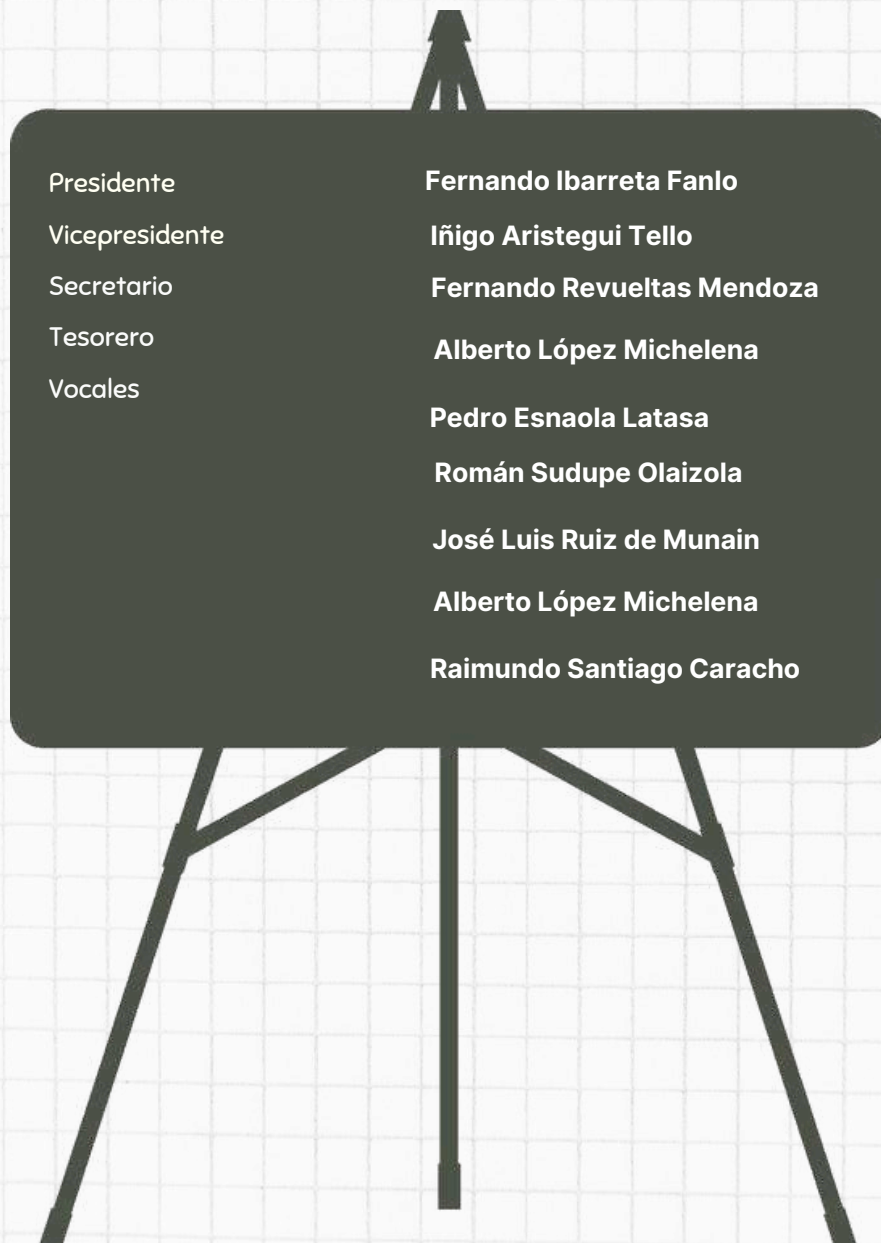 Presidente Fernando Ibarreta Fanlo
Vicepresidente Iñigo Aristegui Tello
Secretario Fernando Revueltas Mendoza
Tesorero Alberto López Michelena
Vocales Pedro Esnaola Latasa
Román Sudupe Olaizola
José Luis Ruiz de Munain
Alberto López Michelena
Raimundo Santiago Caracho